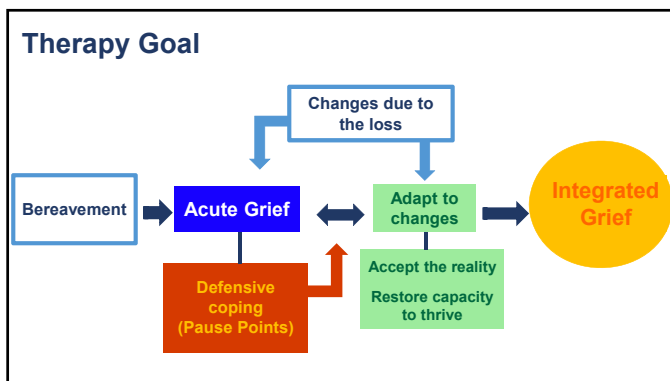 Therapy Goal
Changes due to
the loss
Bereavement
Acute Grief
Adapt to
changes
Integrated
Grief
Defensive
coping
(Pause Points)
Accept the reality
Restore capacity
to thrive